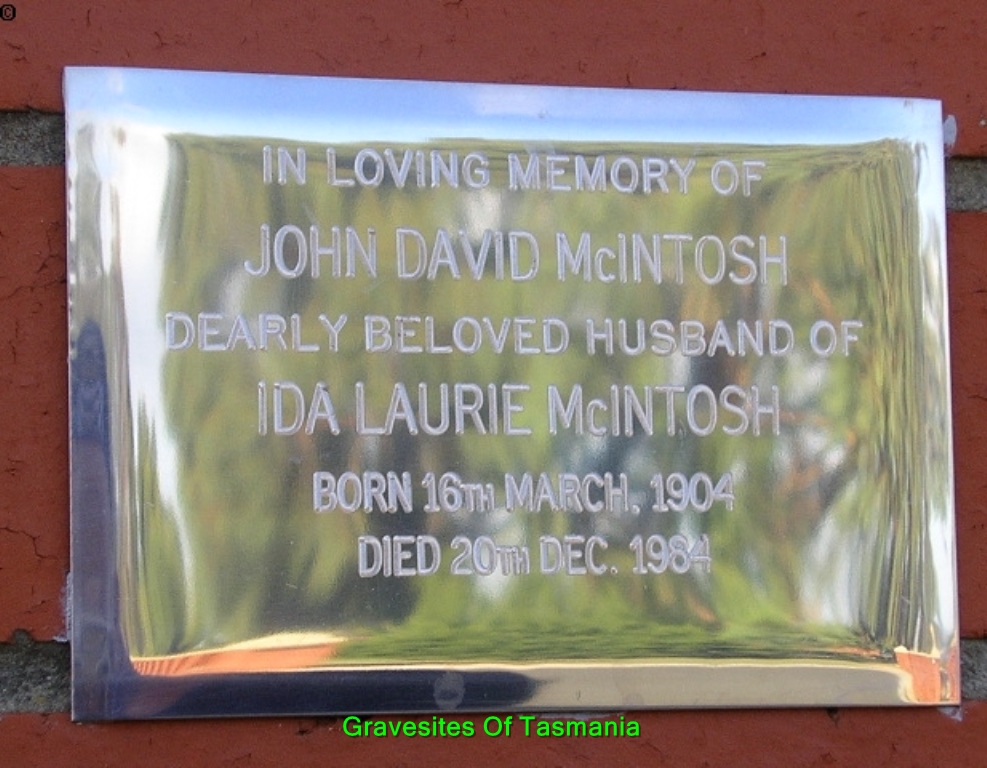 ©
IN LOVING MEMORY OF
JOHN DAVID McINTOSH
DEARLY BELOVED HUSBAND OF
IDA LAURIE McINTOSH
BORN 16TH MARCH, 1904
DIED 20TH DEC. 1984
Gravesites Of Tasmania